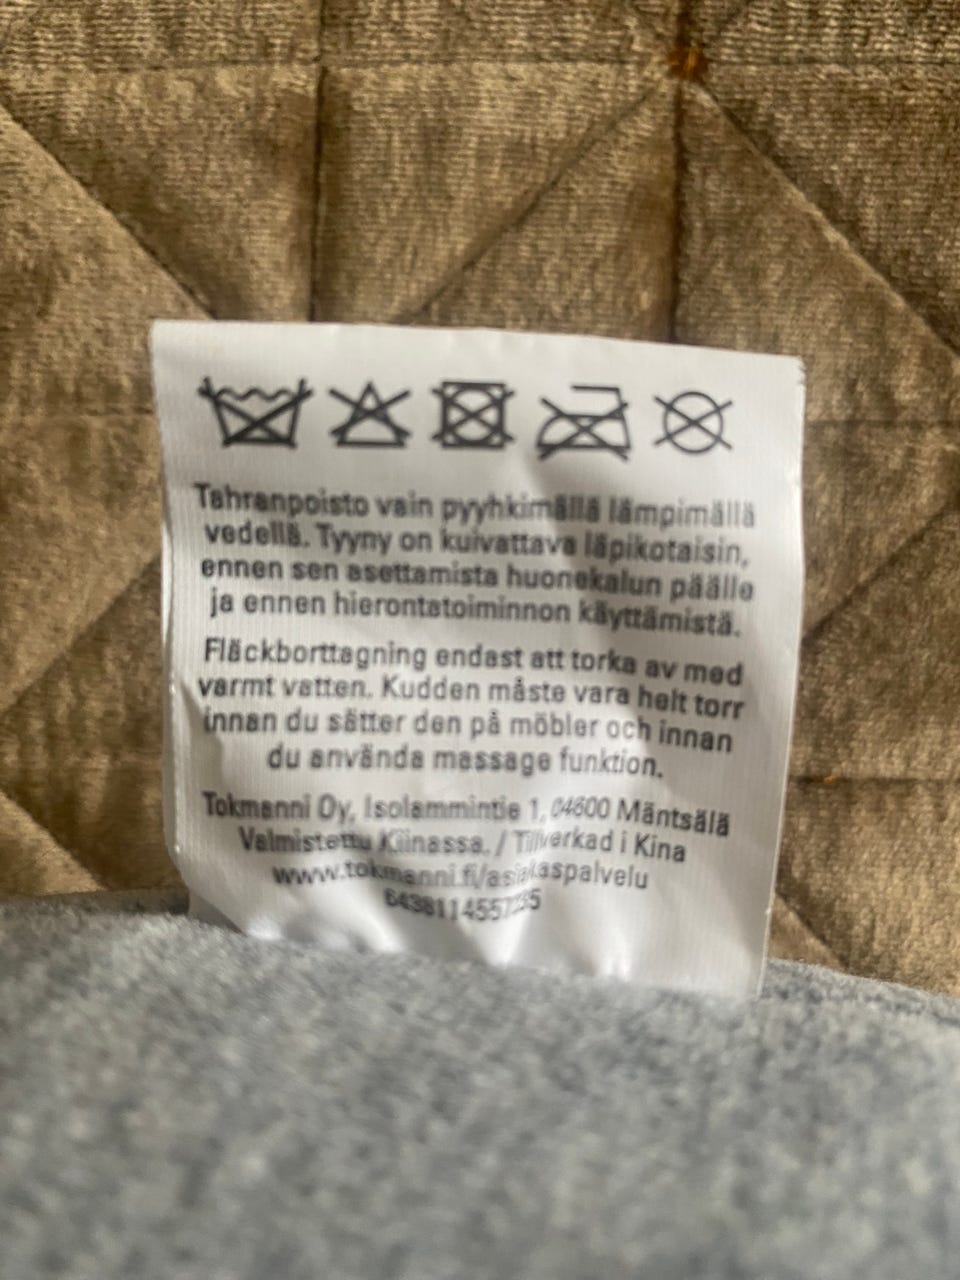 Tahranpoisto vain pyyhkimällä lämpimällä
vedellä. Tyyny on kuivattava läpikotaisin,
ennen sen asettamista huonekalun päälle
ja ennen hierontatoiminnon käyttämistä.
Fläckborttagning endast att torka av med
varmt vatten. Kudden måste vara helt torr
innan du sätter den på möbler och innan
du använda massage funktion.
Tokmanni Oy, Isolammintie 1, 04600 Mäntsälä
Valmistettu Kiinassa. / Tillverkad i Kina
www.tokmanni.fi/asiakaspalvelu